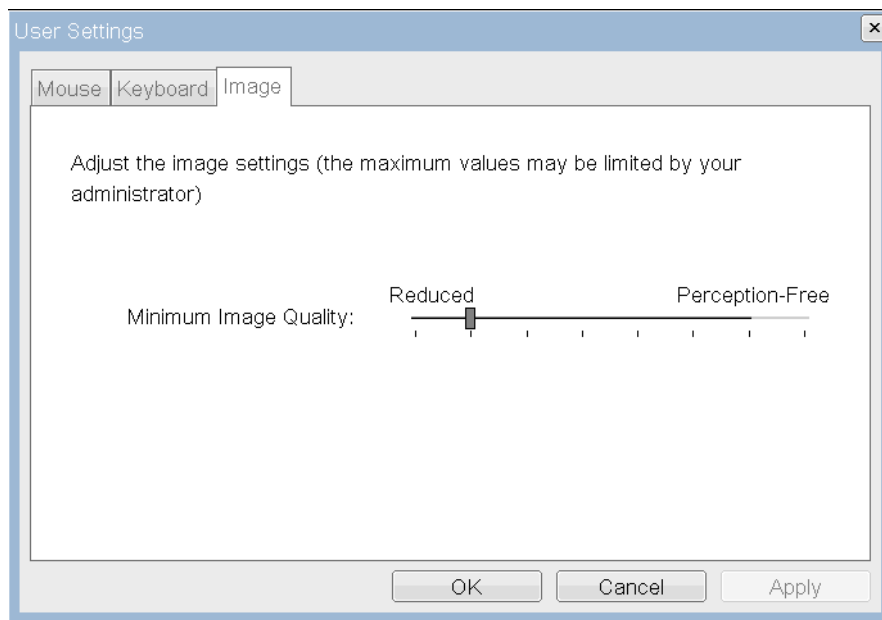 User Settings
Mouse Keyboard Image
Adjust the image settings (the maximum values may be limited by your
administrator)
Reduced Perception-Free
Minimum Image Quality:
OK Cancel Apply